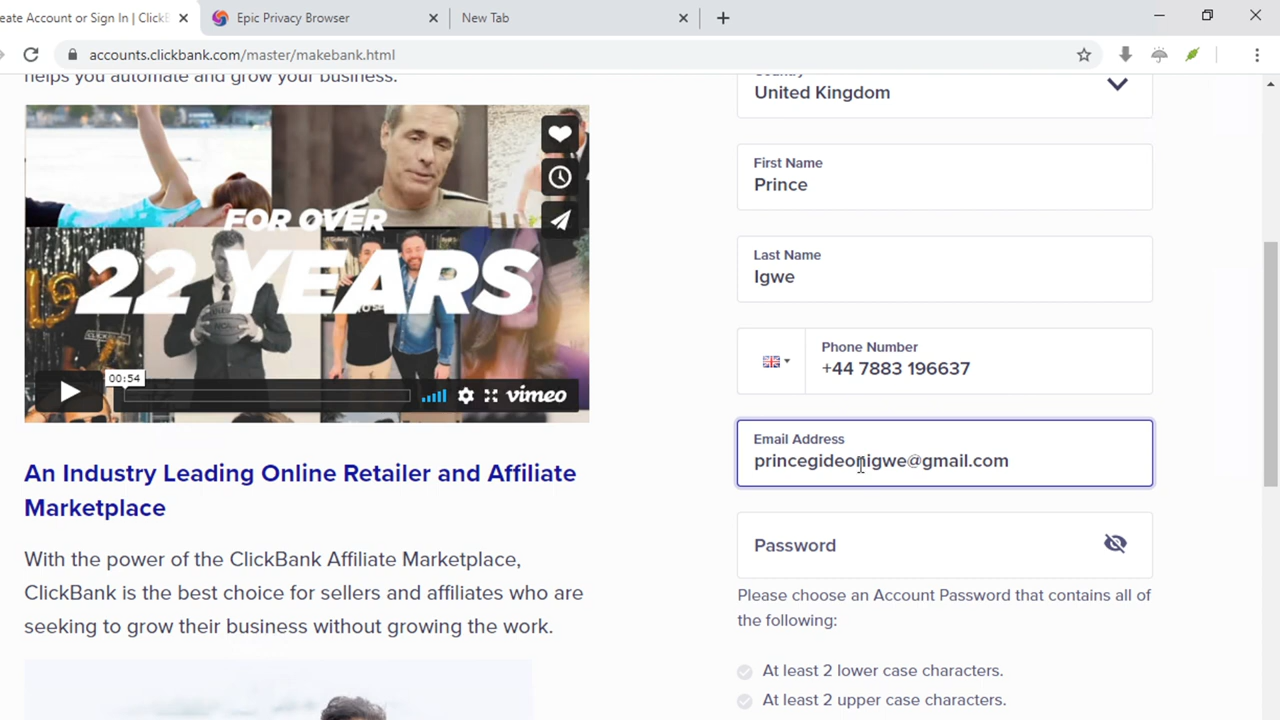 eate Account or Sign In | ClickB
Epic Privacy Browser
New Tab
accounts.clickbank.com/master/makebank.html
helps you automate and grow your business.
FOR OVER
22 YEARS
00:54
vimeo
An Industry Leading Online Retailer and Affiliate
Marketplace
With the power of the ClickBank Affiliate Marketplace,
ClickBank is the best choice for sellers and affiliates who are
seeking to grow their business without growing the work.
Country
United Kingdom
First Name
Prince
Last Name
Igwe
Phone Number
+44 7883 196637
Email Address
princegideonigwe@gmail.com
Password
Please choose an Account Password that contains all of
the following:
At least 2 lower case characters.
At least 2 upper case characters.